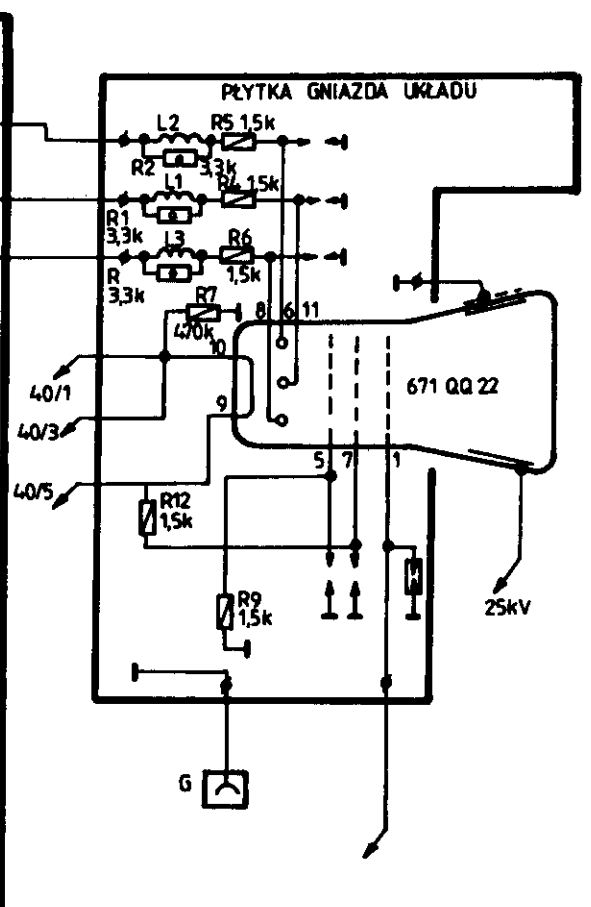 PŁYTKA GNIAZDA UKŁADU
L2 R5 1,5k
R2 3,3k
L1 R4 1,5k
R1
3,3k L3 R6
1,5k
R
3,3k R7
470k
8 6 11
10
40/1
9
671 QQ 22
40/3
5 7 1
40/5
R12
1,5k
R9
1,5k
25kV
G